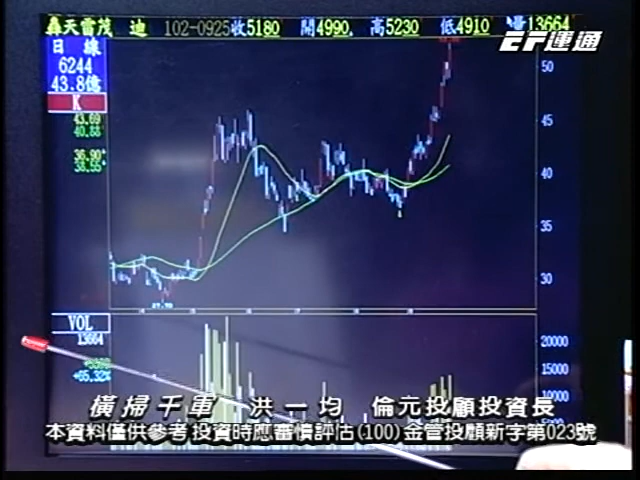 轟天雷茂 迪 102-0925收5180 開4990 高5230 低4910 量13664
EF運通
日 線
6244
43.8億
K
43.69
40.88
36.90
38.55
50
45
40
35
30
VOL
13664
+65.32%
20000
15000
10000
橫掃千軍 洪一均 倫元投顧投資長
本資料僅供參考,投資時應審慎評估(100)金管投顧新字第023號